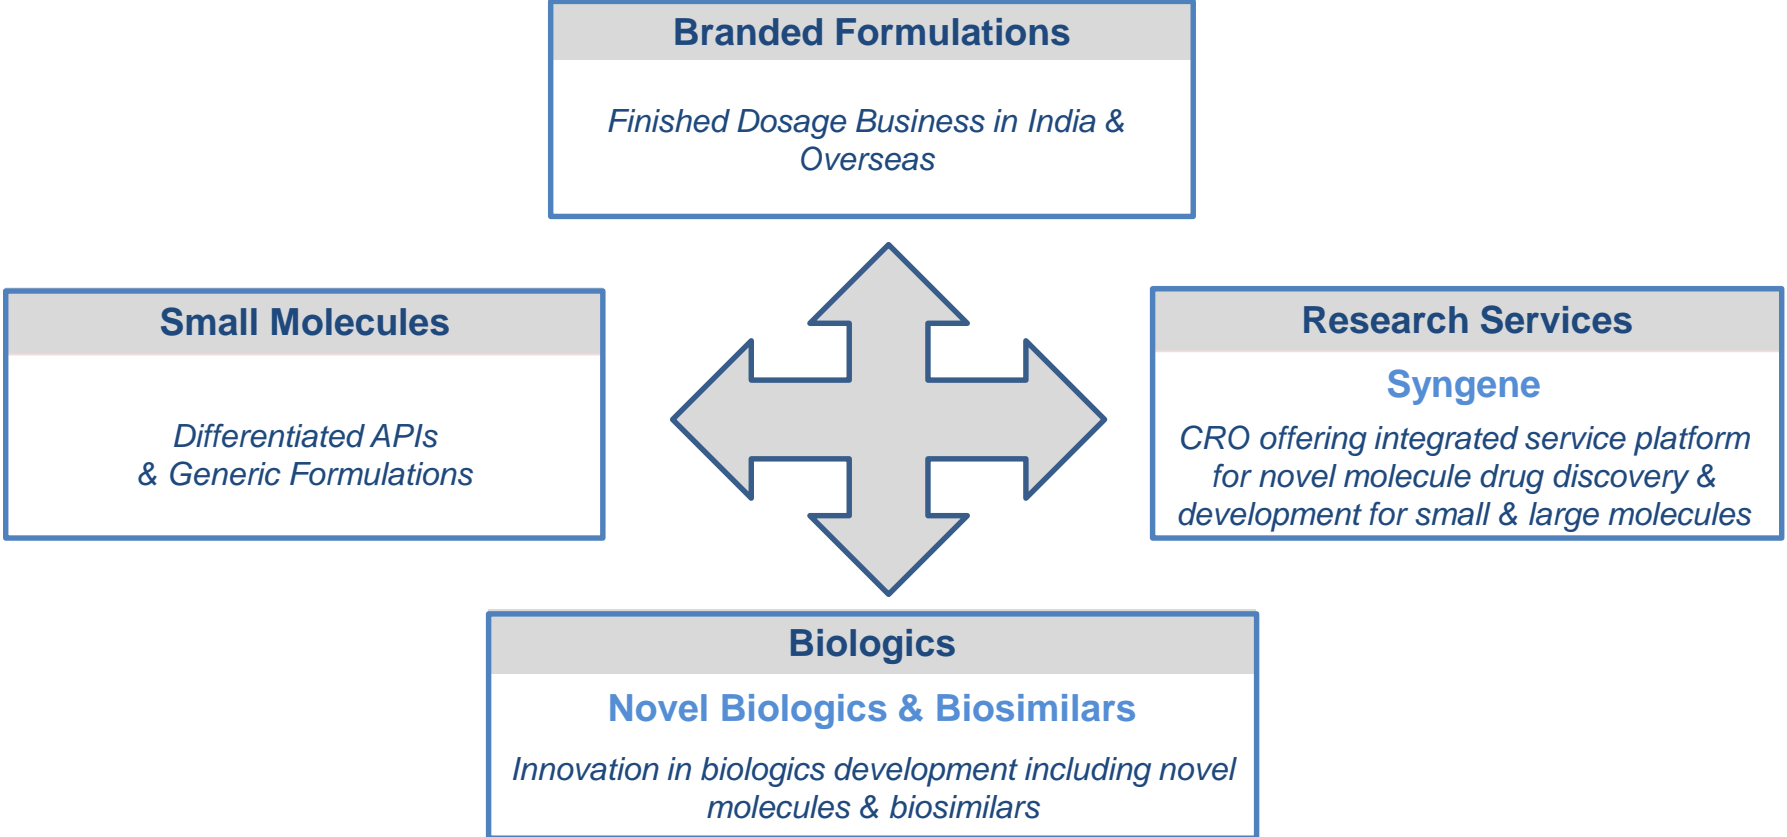 Branded Formulations
Finished Dosage Business in India &
Overseas
Small Molecules
Differentiated APIs
& Generic Formulations
Research Services
Syngene
CRO offering integrated service platform
for novel molecule drug discovery &
development for small & large molecules
Biologics
Novel Biologics & Biosimilars
Innovation in biologics development including novel
molecules & biosimilars